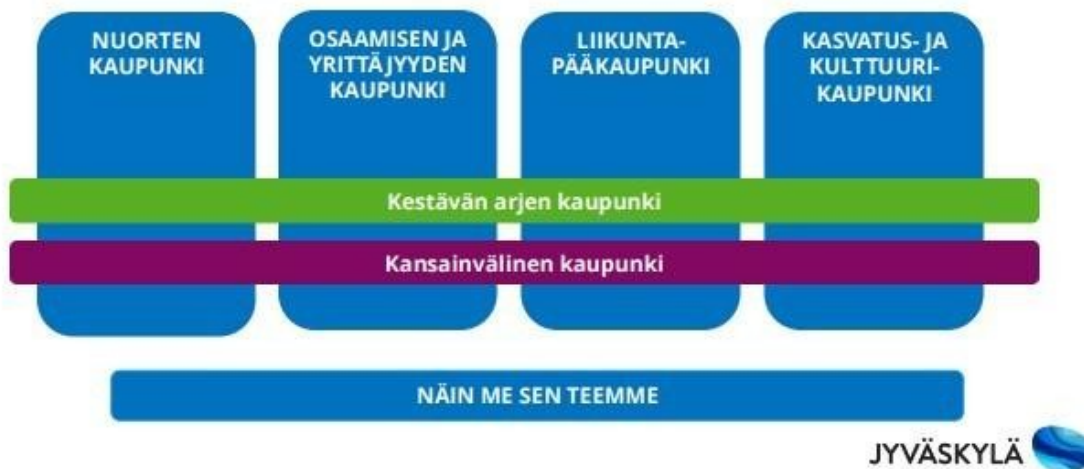 NUORTEN
KAUPUNKI
OSAAMISEN JA
YRITTÄJYYDEN
KAUPUNKI
LIIKUNTA-
PÄÄKAUPUNKI
KASVATUS- JA
KULTTUURI-
KAUPUNKI
Kestävän arjen kaupunki
Kansainvälinen kaupunki
NÄIN ME SEN TEEMME
JYVÄSKYLÄ